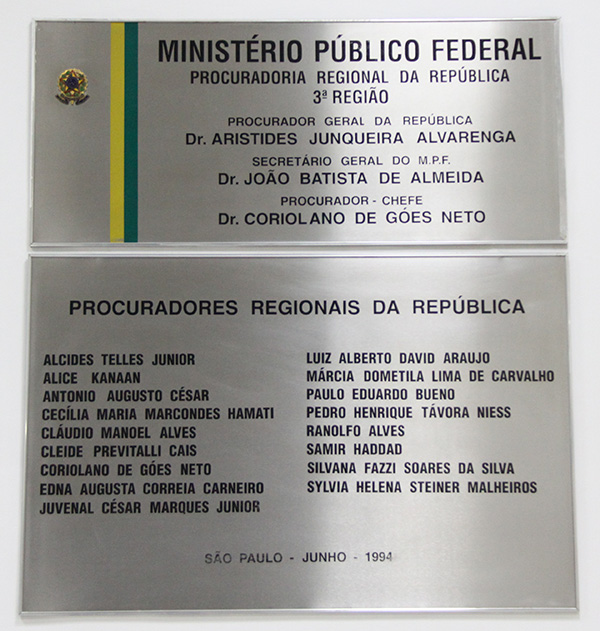 MINISTÉRIO PÚBLICO FEDERAL
PROCURADORIA REGIONAL DA REPÚBLICA
3ª REGIÃO
PROCURADOR GERAL DA REPÚBLICA
Dr. ARISTIDES JUNQUEIRA ALVARENGA
SECRETÁRIO GERAL DO M.P.F.
Dr. JOÃO BATISTA DE ALMEIDA
PROCURADOR - CHEFE
Dr. CORIOLANO DE GÓES NETO
PROCURADORES REGIONAIS DA REPÚBLICA
ALCIDES TELLES JUNIOR
ALICE KANAAN
ANTONIO AUGUSTO CÉSAR
CECÍLIA MARIA MARCONDES HAMATI
CLÁUDIO MANOEL ALVES
CLEIDE PREVITALLI CAIS
CORIOLANO DE GÓES NETO
EDNA AUGUSTA CORREIA CARNEIRO
JUVENAL CÉSAR MARQUES JUNIOR
LUIZ ALBERTO DAVID ARAUJO
MÁRCIA DOMETILA LIMA DE CARVALHO
PAULO EDUARDO BUENO
PEDRO HENRIQUE TÁVORA NIESS
RANOLFO ALVES
SAMIR HADDAD
SILVANA FAZZI SOARES DA SILVA
SYLVIA HELENA STEINER MALHEIROS
SÃO PAULO - JUNHO - 1994